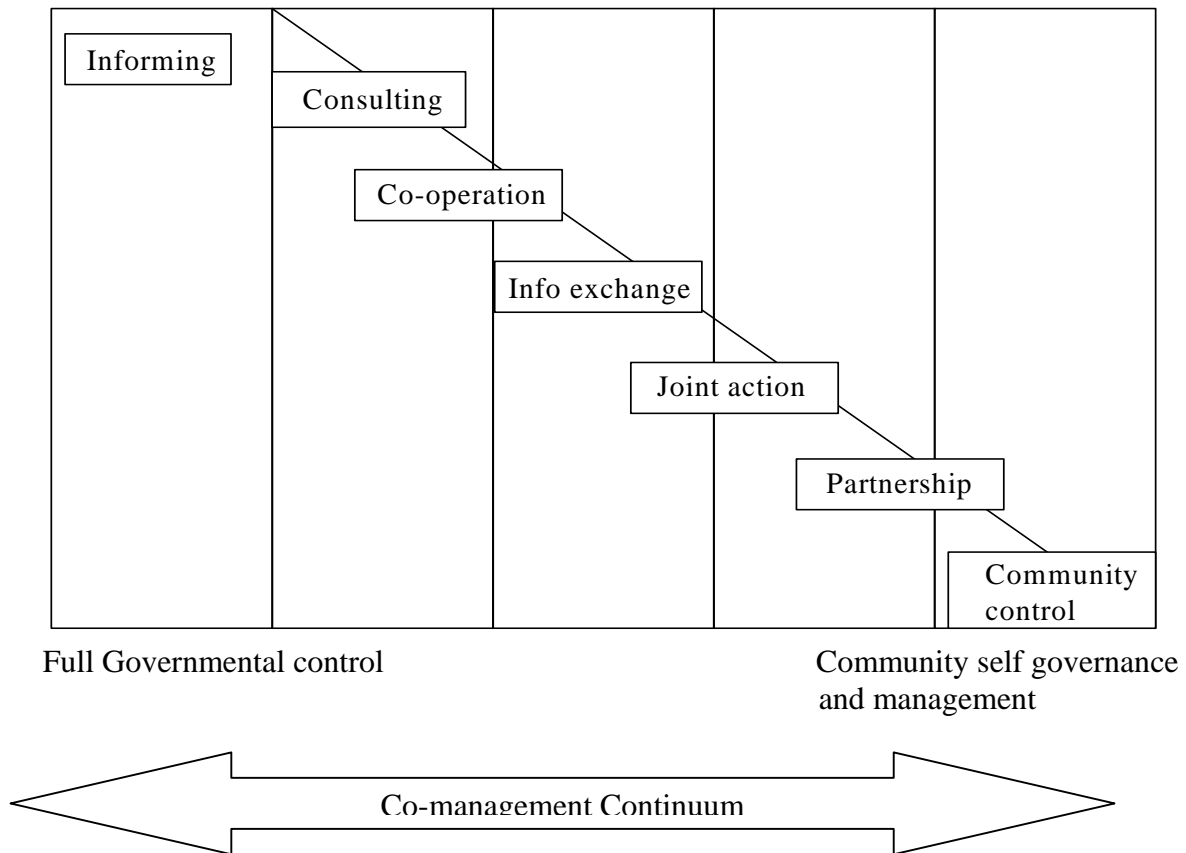 Informing
Consulting
Co-operation
Info exchange
Joint action
Partnership
Community
control
Full Governmental control
Community self governance
and management
Co-management Continuum